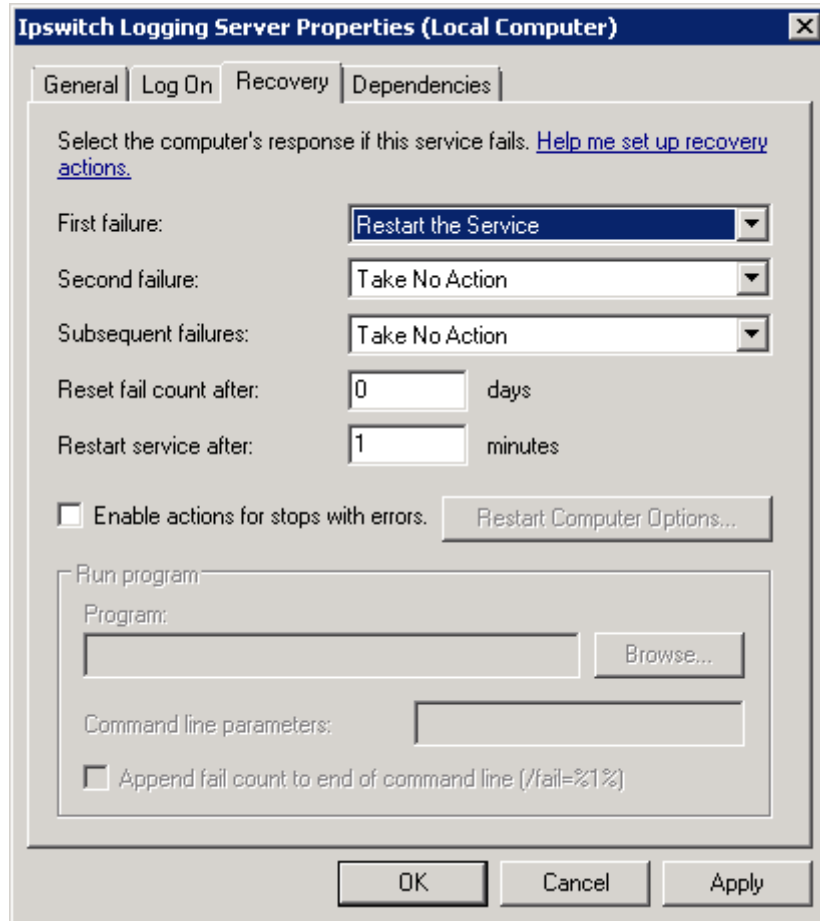 Ipswitch Logging Server Properties (Local Computer)
General Log On Recovery Dependencies
Select the computer's response if this service fails. Help me set up recovery
actions.
First failure: Restart the Service
Second failure: Take No Action
Subsequent failures: Take No Action
Reset fail count after: 0 days
Restart service after: 1 minutes
Enable actions for stops with errors. Restart Computer Options...
Run program
Program:
Browse...
Command line parameters:
Append fail count to end of command line (/fail=%1%)
OK Cancel Apply